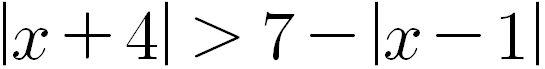 |x + 4| > 7 − |x − 1|